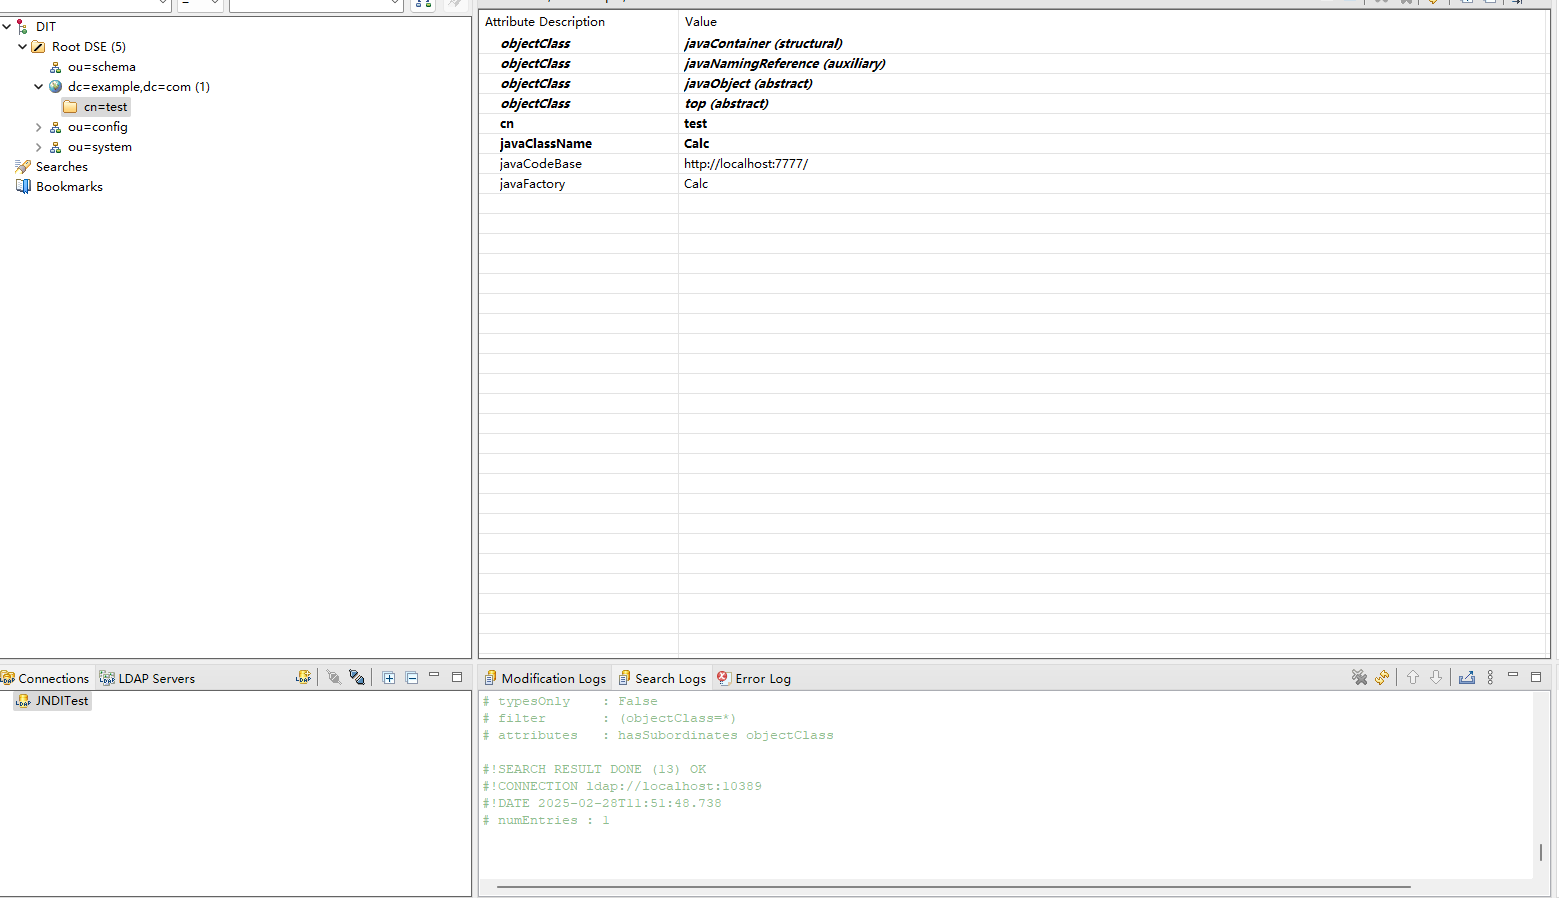 DIT
Root DSE (5)
ou=schema
dc=example,dc=com (1)
cn=test
ou=config
ou=system
Searches
Bookmarks
Attribute Description Value
objectClass javaContainer (structural)
objectClass javaNamingReference (auxiliary)
objectClass javaObject (abstract)
objectClass top (abstract)
cn test
javaClassName Calc
javaCodeBase http://localhost:7777/
javaFactory Calc
Connections LDAP Servers
JNDITest
Modification Logs Search Logs Error Log
# typesOnly : False
# filter : (objectClass=*)
# attributes : hasSubordinates objectClass
#!SEARCH RESULT DONE (13) OK
#!CONNECTION ldap://localhost:10389
#!DATE 2025-02-28T11:51:48.738
# numEntries : 1